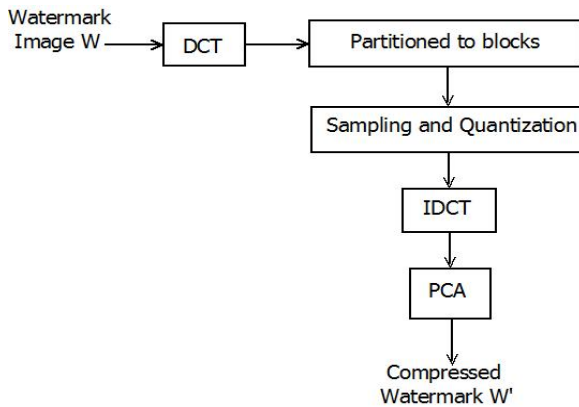 Watermark
Image W
DCT
Partitioned to blocks
Sampling and Quantization
IDCT
PCA
Compressed
Watermark W'